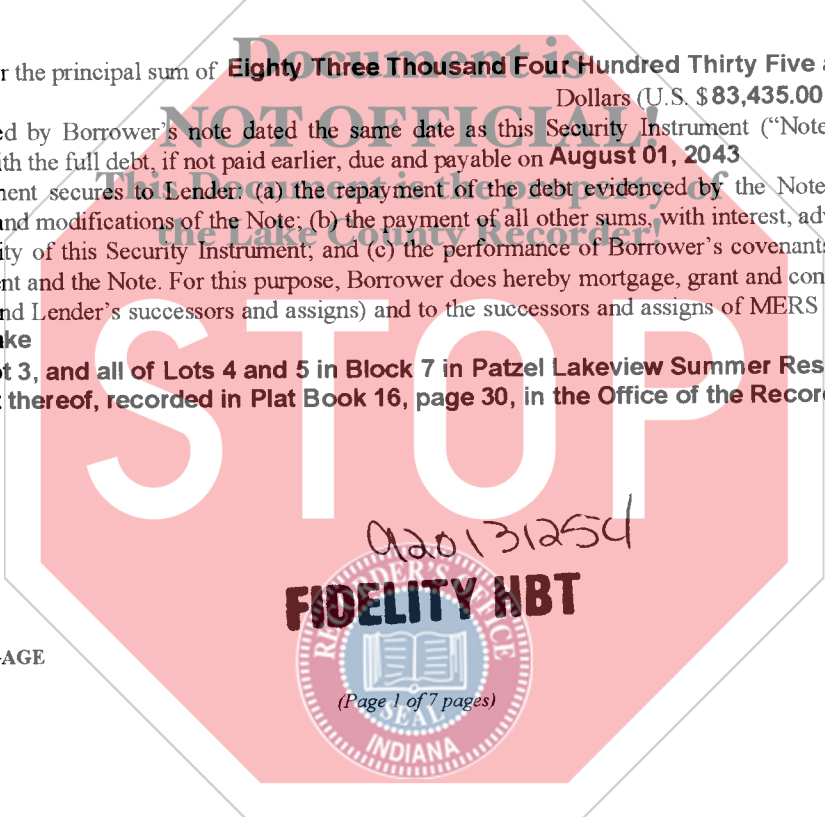 Document is
r the principal sum of Eighty Three Thousand Four Hundred Thirty Five
Dollars (U.S. $83,435.00
NOT OFFICIAL!
ed by Borrower's note dated the same date as this Security Instrument ("Note
ith the full debt, if not paid earlier, due and payable on August 01, 2043
This Document is the property of
nent secures to Lender: (a) the repayment of the debt evidenced by the Note
and modifications of the Note; (b) the payment of all other sums, with interest, adv
the Lake County Recorder!
ity of this Security Instrument; and (c) the performance of Borrower's covenants
nt and the Note. For this purpose, Borrower does hereby mortgage, grant and con
nd Lender's successors and assigns) and to the successors and assigns of MERS
ke
t 3, and all of Lots 4 and 5 in Block 7 in Patzel Lakeview Summer Res
t thereof, recorded in Plat Book 16, page 30, in the Office of the Record
STOP
920131254
FIDELITY HBT
RECORDER'S OFFICE
AGE
(Page 1 of 7 pages)
SEAL
INDIANA